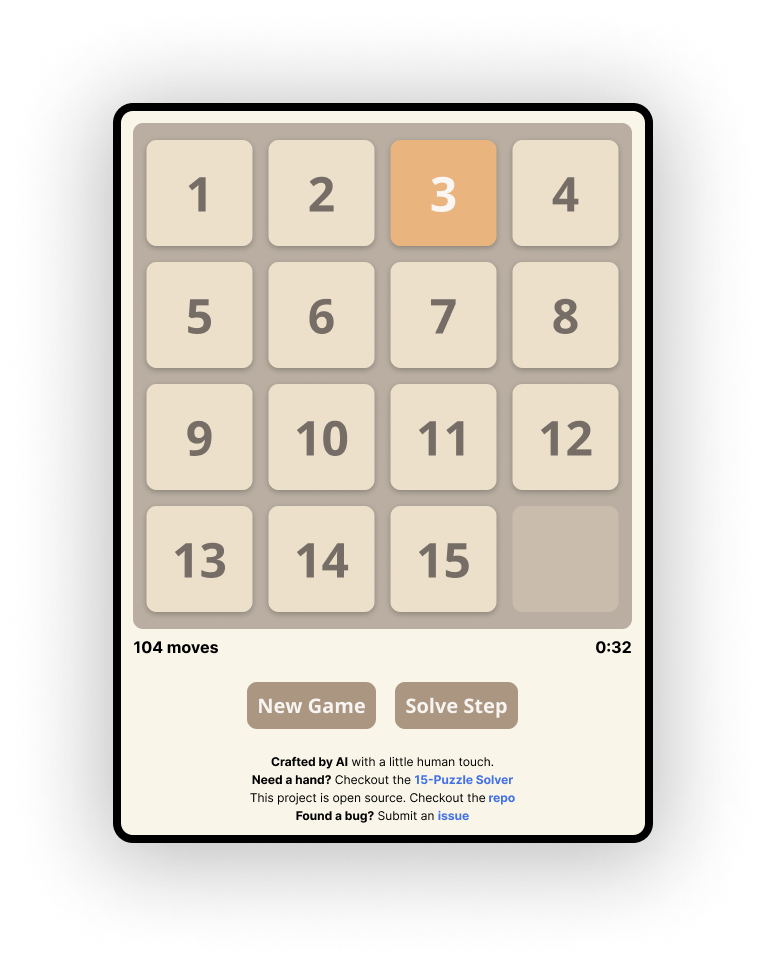 1 2 3 4
5 6 7 8
9 10 11 12
13 14 15
104 moves 0:32
New Game Solve Step
Crafted by AI with a little human touch.
Need a hand? Checkout the 15-Puzzle Solver
This project is open source. Checkout the repo
Found a bug? Submit an issue